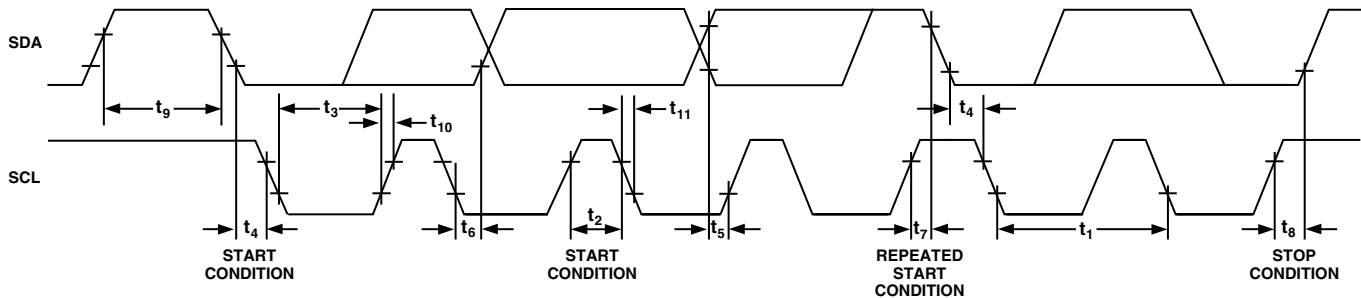 SDA
t9
t3
t10
t11
t4
SCL
t4
t6
t2
t5
t7
t1
t8
START
CONDITION
START
CONDITION
REPEATED
START
CONDITION
STOP
CONDITION